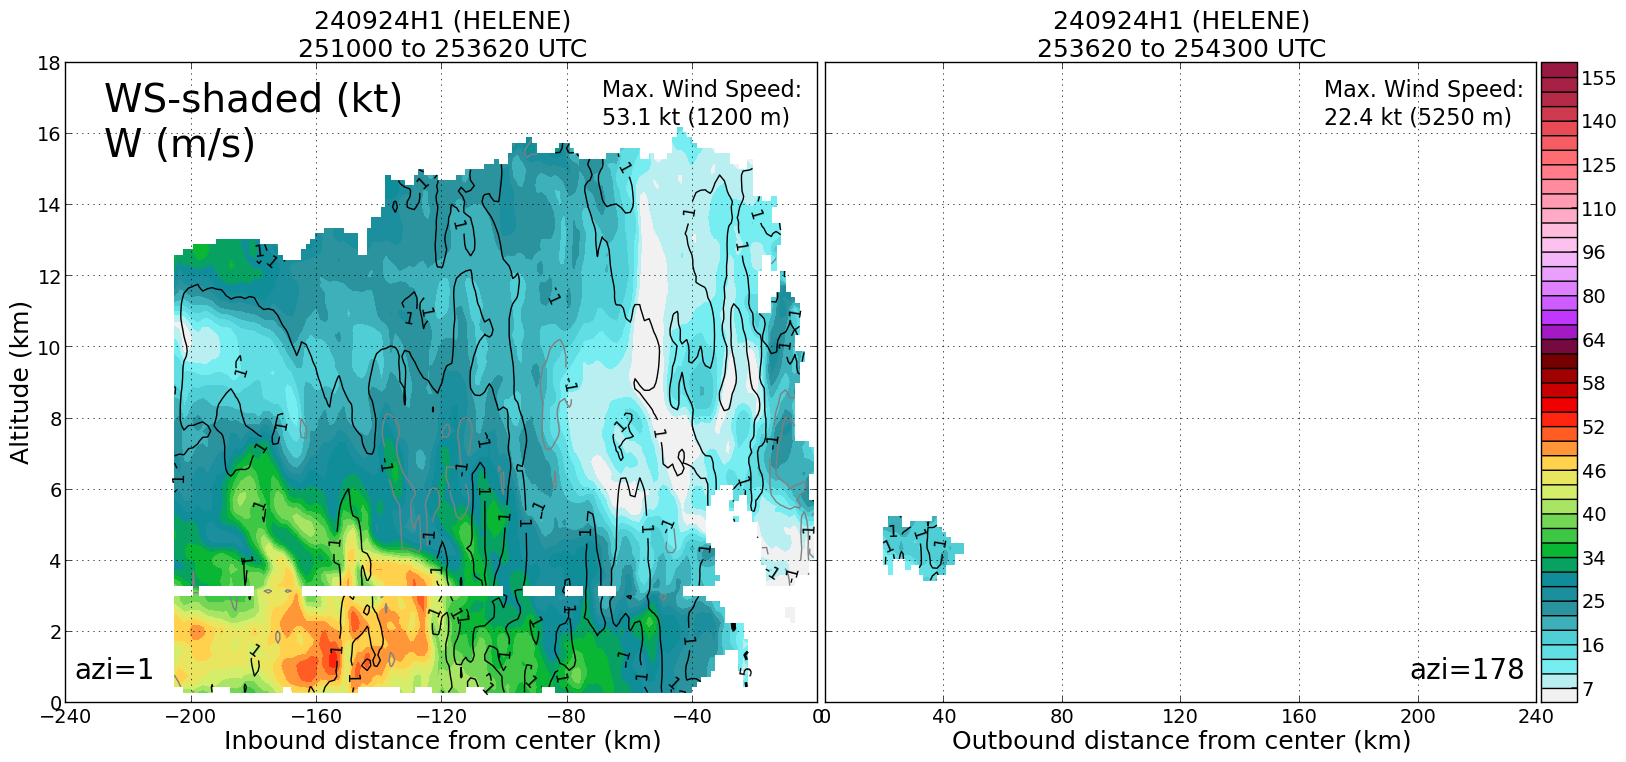 240924H1 (HELENE)
251000 to 253620 UTC
240924H1 (HELENE)
253620 to 254300 UTC
WS-shaded (kt)
W (m/s)
Max. Wind Speed:
53.1 kt (1200 m)
Max. Wind Speed:
22.4 kt (5250 m)
18
16
14
12
10
8
6
4
2
0
Altitude (km)
azi=1
azi=178
−240
−200
−160
−120
−80
−40
0
0
40
80
120
160
200
240
Inbound distance from center (km)
Outbound distance from center (km)
155
140
125
110
96
80
64
58
52
46
40
34
25
16
7